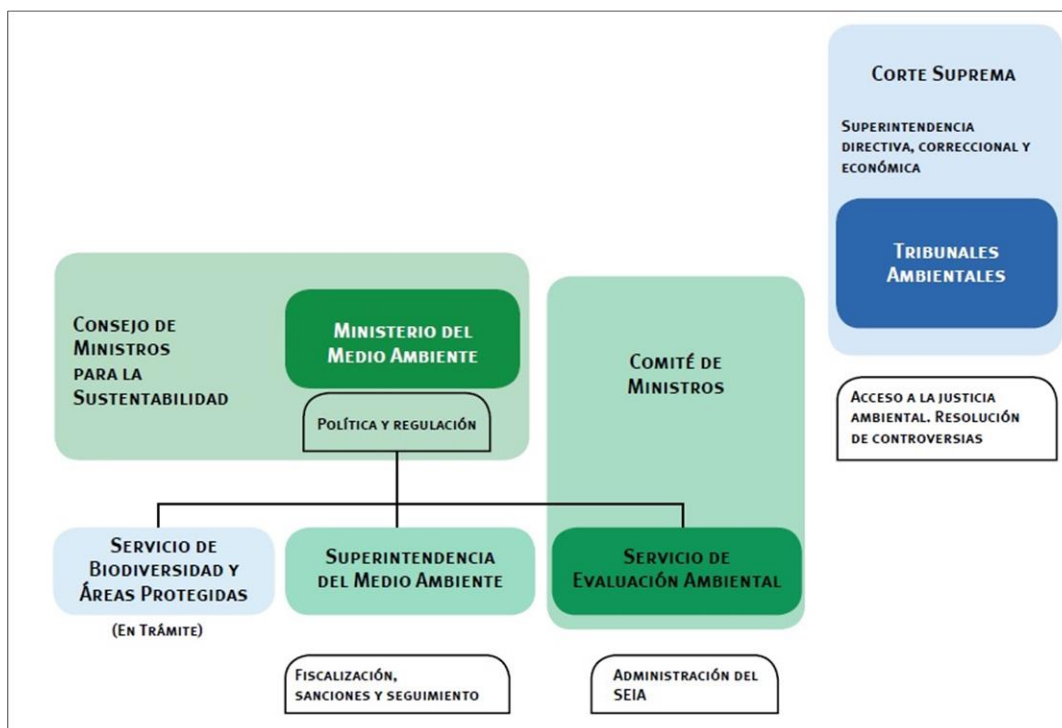 Corte Suprema
Superintendencia
directiva, correccional y
económica
Tribunales
Ambientales
Acceso a la justicia
ambiental. Resolución
de controversias
Consejo de
Ministros
para la
Sustentabilidad
Ministerio del
Medio Ambiente
Política y regulación
Comité de
Ministros
Servicio de
Biodiversidad y
Áreas Protegidas
(En Trámite)
Superintendencia
del Medio Ambiente
Servicio de
Evaluación Ambiental
Fiscalización,
sanciones y seguimiento
Administración del
SEIA